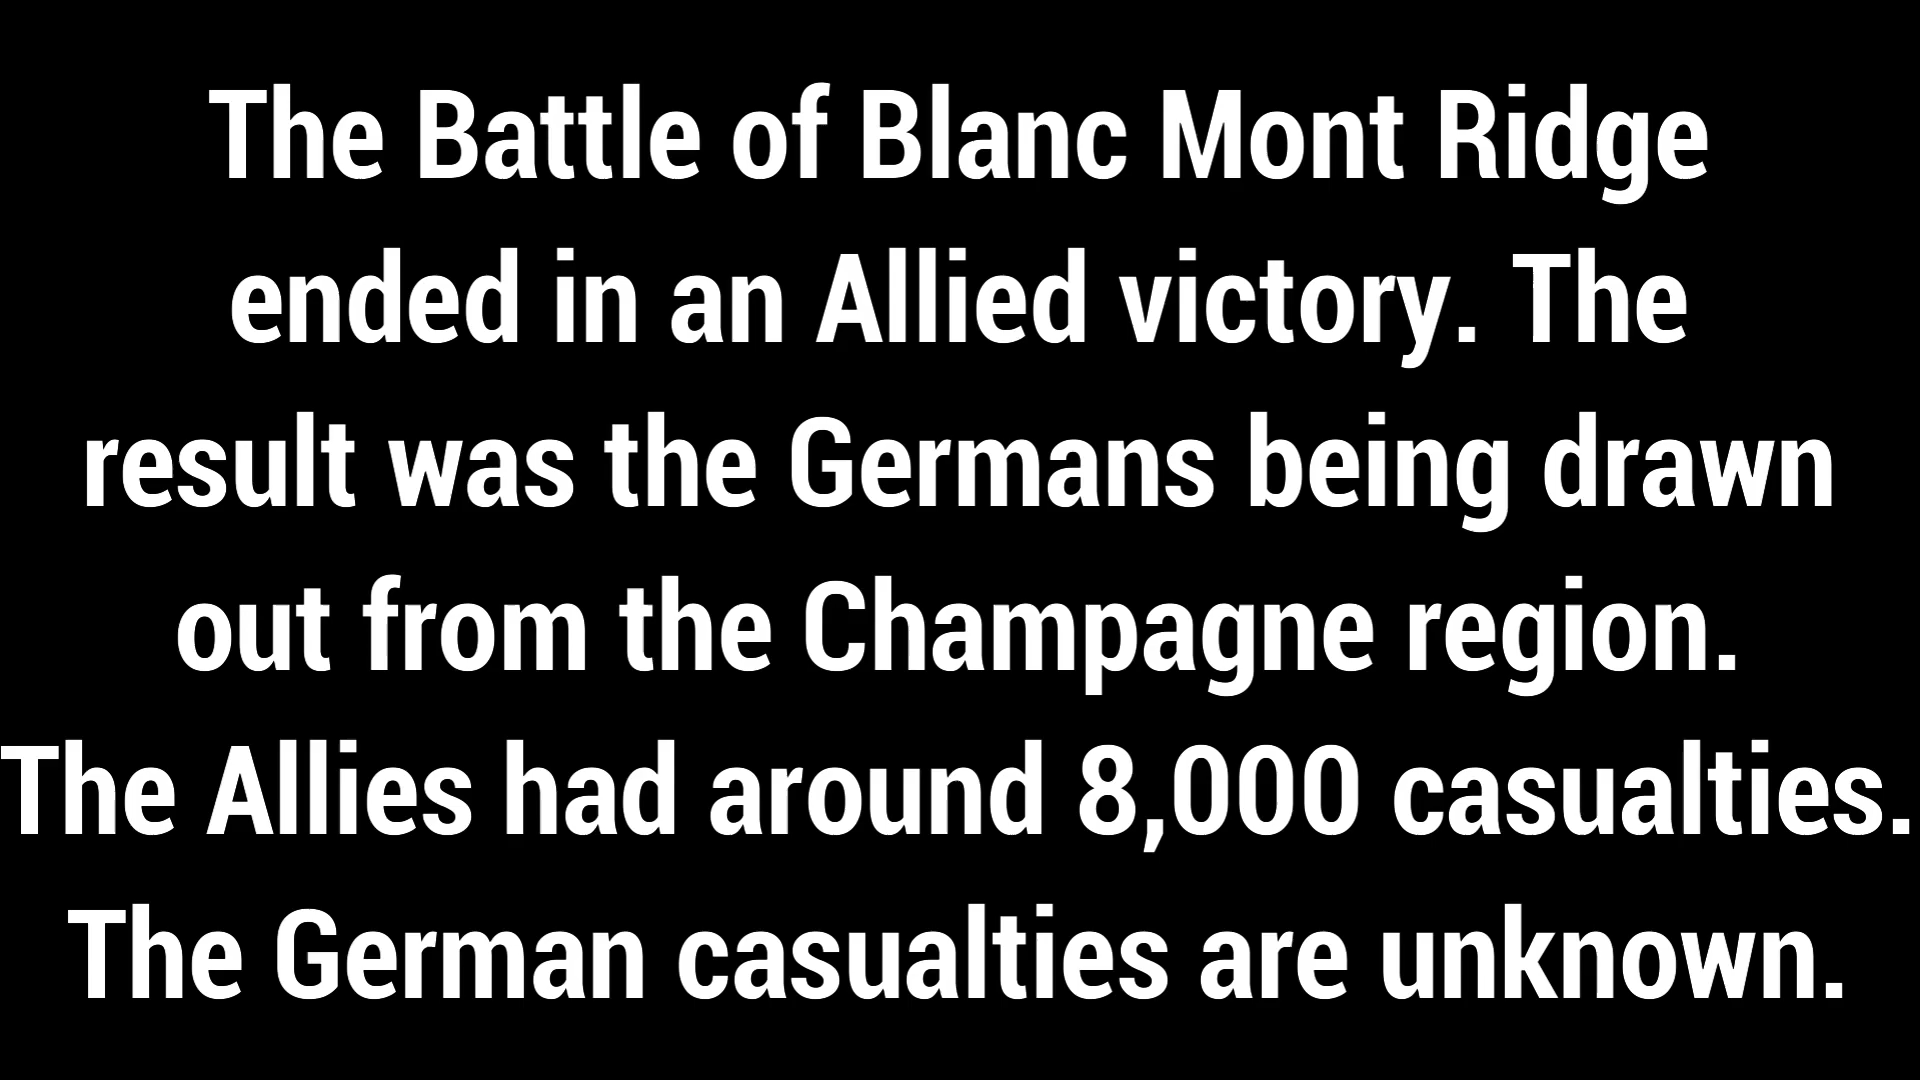 The Battle of Blanc Mont Ridge
ended in an Allied victory. The
result was the Germans being drawn
out from the Champagne region.
The Allies had around 8,000 casualties.
The German casualties are unknown.